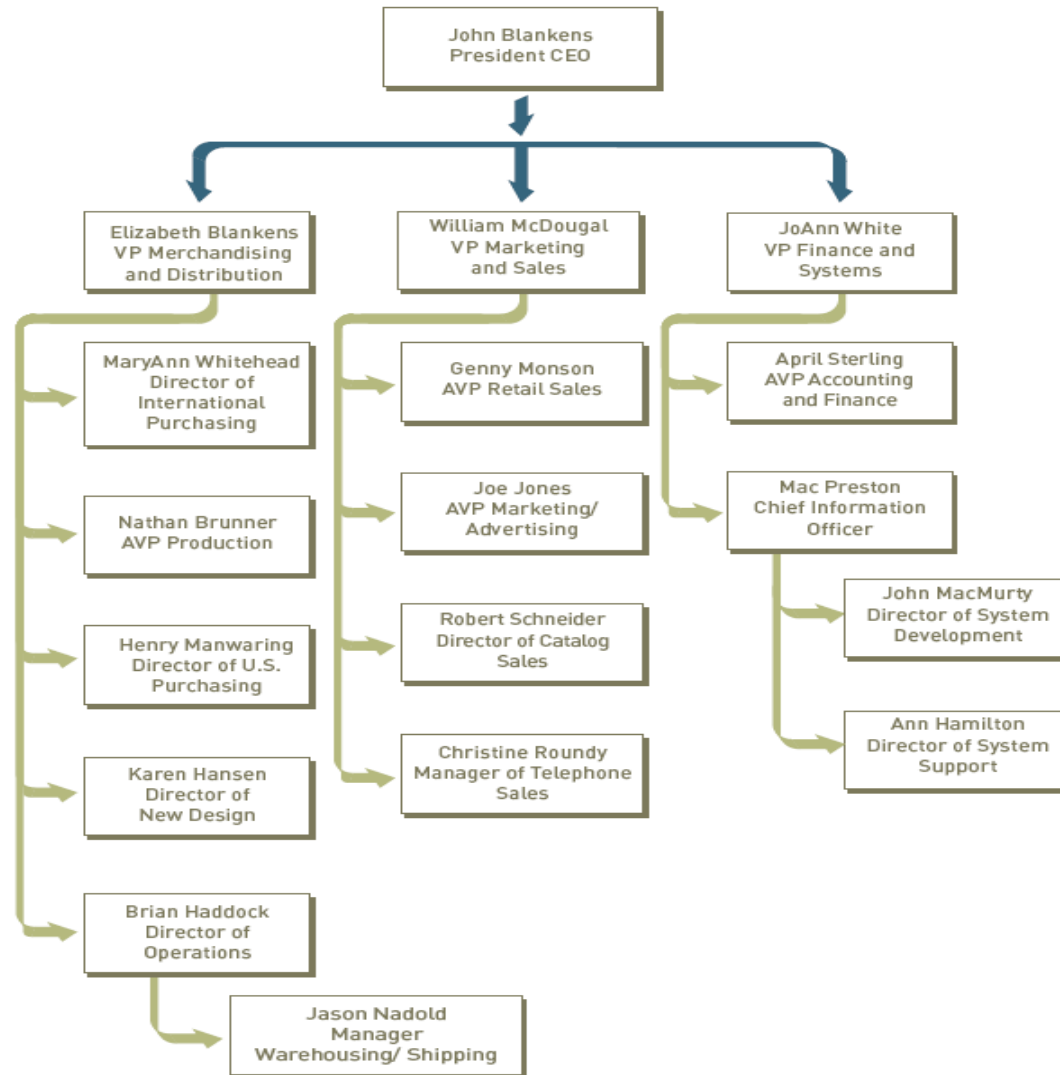 John Blankens
President CEO
Elizabeth Blankens
VP Merchandising
and Distribution
William McDougal
VP Marketing
and Sales
JoAnn White
VP Finance and
Systems
MaryAnn Whitehead
Director of
International
Purchasing
Nathan Brunner
AVP Production
Henry Manwaring
Director of U.S.
Purchasing
Karen Hansen
Director of
New Design
Brian Haddock
Director of
Operations
Jason Nadold
Manager
Warehousing/ Shipping
Genny Monson
AVP Retail Sales
Joe Jones
AVP Marketing/
Advertising
Robert Schneider
Director of Catalog
Sales
Christine Roundy
Manager of Telephone
Sales
April Sterling
AVP Accounting
and Finance
Mac Preston
Chief Information
Officer
John MacMurty
Director of System
Development
Ann Hamilton
Director of System
Support